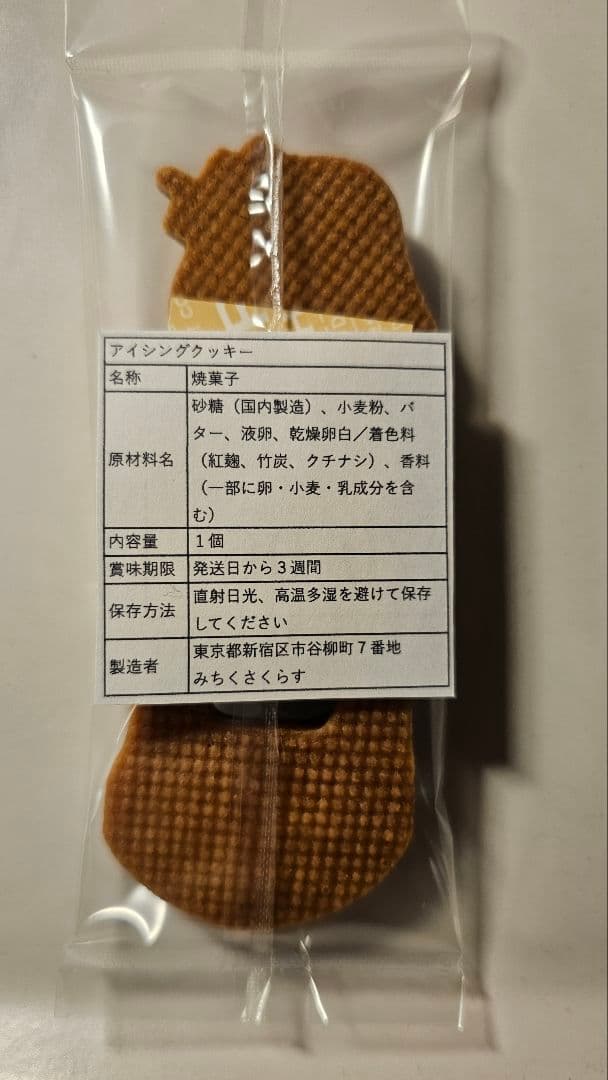 アイシングクッキー
名称 焼菓子
原材料名 砂糖（国内製造）、小麦粉、バ
ター、液卵、乾燥卵白／着色料
（紅麹、竹炭、クチナシ）、香料
（一部に卵・小麦・乳成分を含
む）
内容量 １個
賞味期限 発送日から３週間
保存方法 直射日光、高温多湿を避けて保存
してください
製造者 東京都新宿区市谷柳町７番地
みちくさくらす